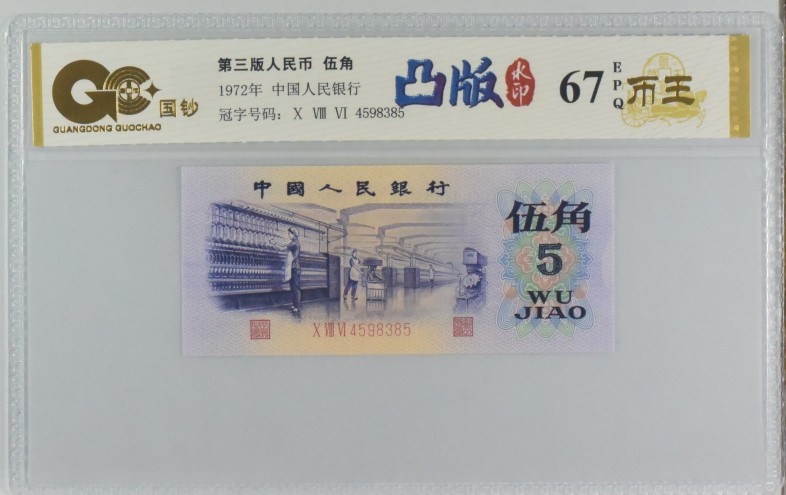 国钞
GUANGDONG GUOCHAO
第三版人民币 伍角
1972年 中国人民银行
冠字号码: X Ⅷ Ⅵ 4598385
凸版
水印
67
EPQ
币王
中國人民銀行
伍角
5
WU
JIAO
X Ⅷ Ⅵ 4598385